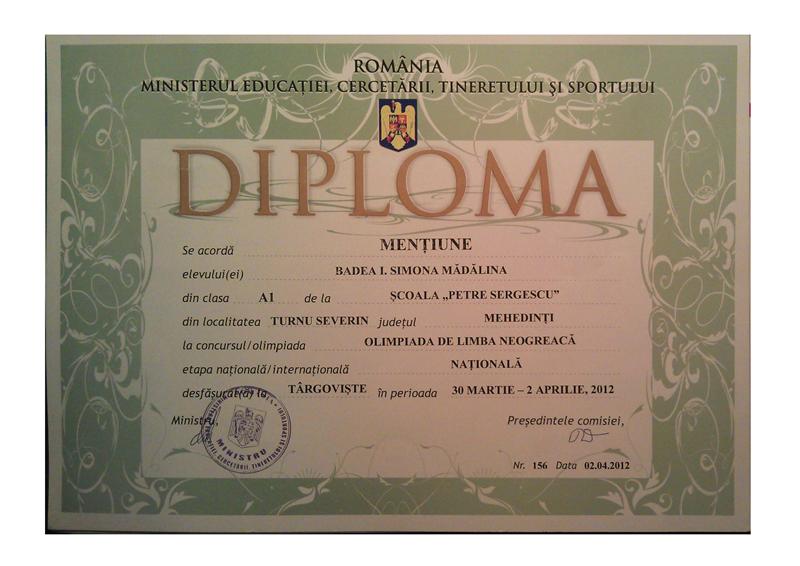 ROMÂNIA
MINISTERUL EDUCAȚIEI, CERCETĂRII, TINERETULUI ȘI SPORTULUI
DIPLOMA
Se acordă MENȚIUNE
elevului(ei) BADEA I. SIMONA MĂDĂLINA
din clasa A1 de la ȘCOALA „PETRE SERGESCU”
din localitatea TURNU SEVERIN județul MEHEDINȚI
la concursul/olimpiada OLIMPIADA DE LIMBA NEOGREACĂ
etapa națională/internațională NAȚIONALĂ
desfășurat(ă) la TÂRGOVIȘTE în perioada 30 MARTIE – 2 APRILIE, 2012
Ministru, Președintele comisiei,
MINISTRU
CERCETĂRII, TINERETULUI ȘI
Nr. 156 Data 02.04.2012